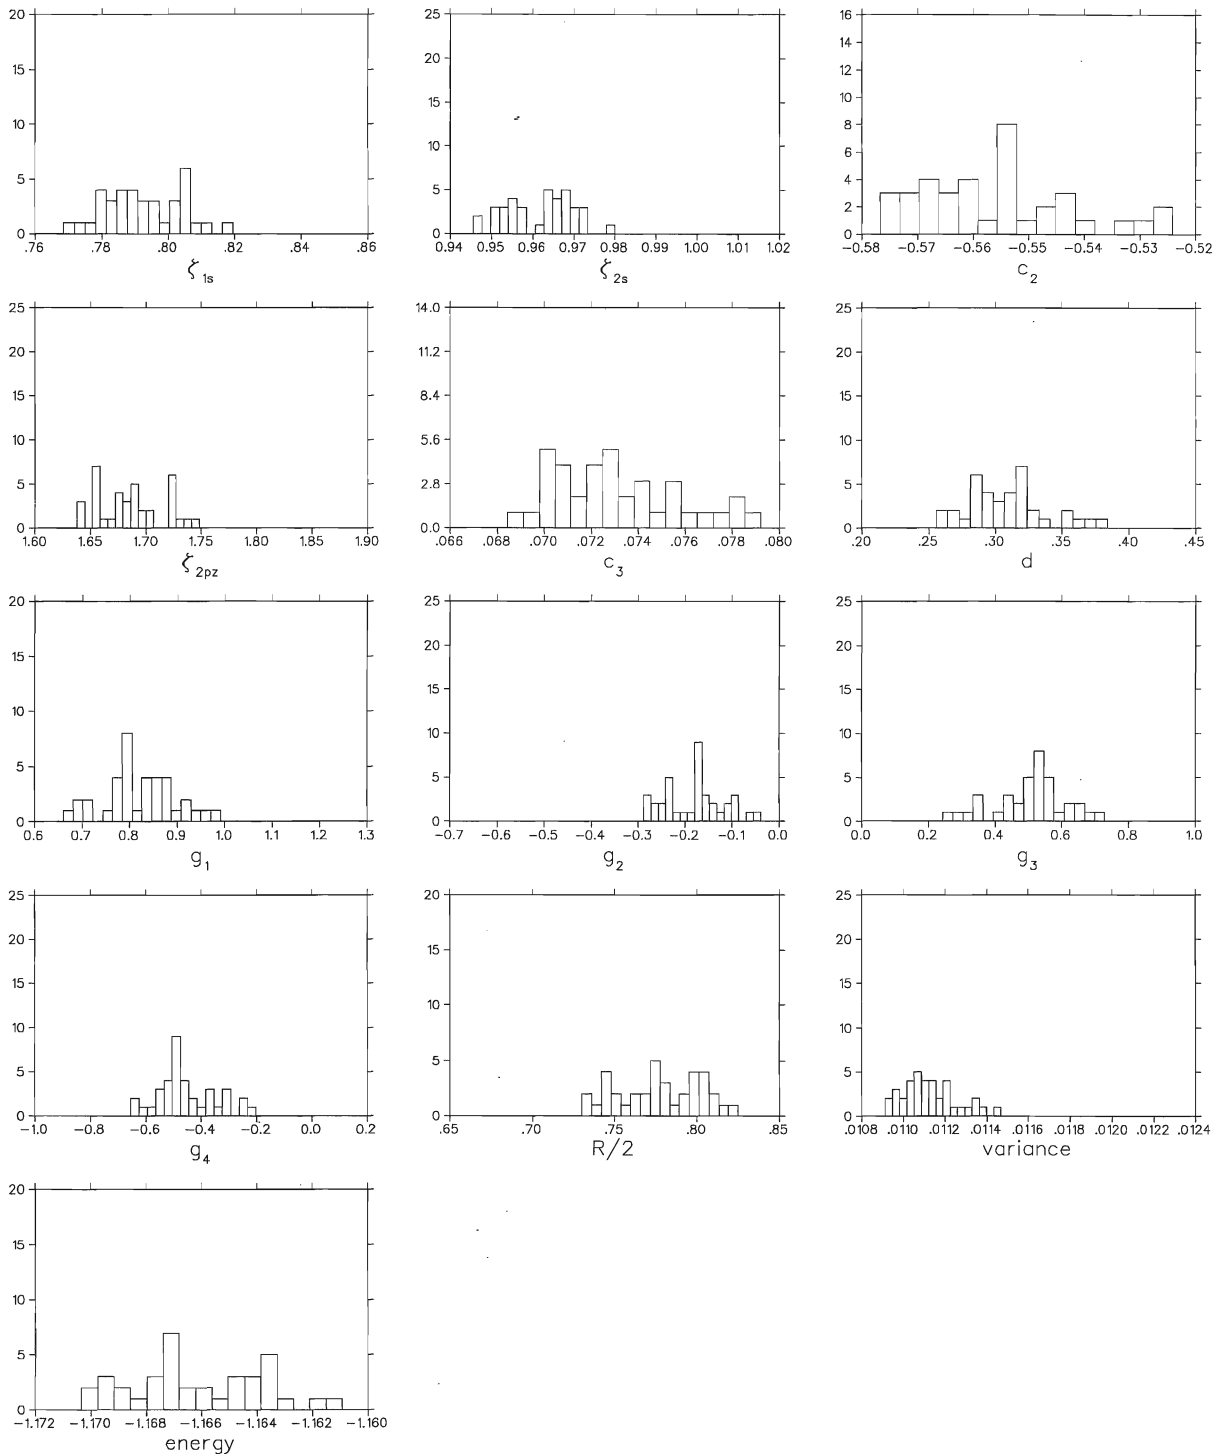 20 15 10 5 0
.76 .78 .80 .82 .84 .86
ζ1s
25 20 15 10 5 0
0.94 0.95 0.96 0.97 0.98 0.99 1.00 1.01 1.02
ζ2s
16 14 12 10 8 6 4 2 0
−0.58 −0.57 −0.56 −0.55 −0.54 −0.53 −0.52
c2
25 20 15 10 5 0
1.60 1.65 1.70 1.75 1.80 1.85 1.90
ζ2pz
14.0 11.2 8.4 5.6 2.8 0.0
.066 .068 .070 .072 .074 .076 .078 .080
c3
25 20 15 10 5 0
.20 .25 .30 .35 .40 .45
d
20 15 10 5 0
0.6 0.7 0.8 0.9 1.0 1.1 1.2 1.3
g1
25 20 15 10 5 0
−0.7 −0.6 −0.5 −0.4 −0.3 −0.2 −0.1 0.0
g2
25 20 15 10 5 0
0.0 0.2 0.4 0.6 0.8 1.0
g3
25 20 15 10 5 0
−1.0 −0.8 −0.6 −0.4 −0.2 0.0 0.2
g4
20 15 10 5 0
.65 .70 .75 .80 .85
R/2
25 20 15 10 5 0
.0108 .0110 .0112 .0114 .0116 .0118 .0120 .0122 .0124
variance
20 15 10 5 0
−1.172 −1.170 −1.168 −1.166 −1.164 −1.162 −1.160
energy